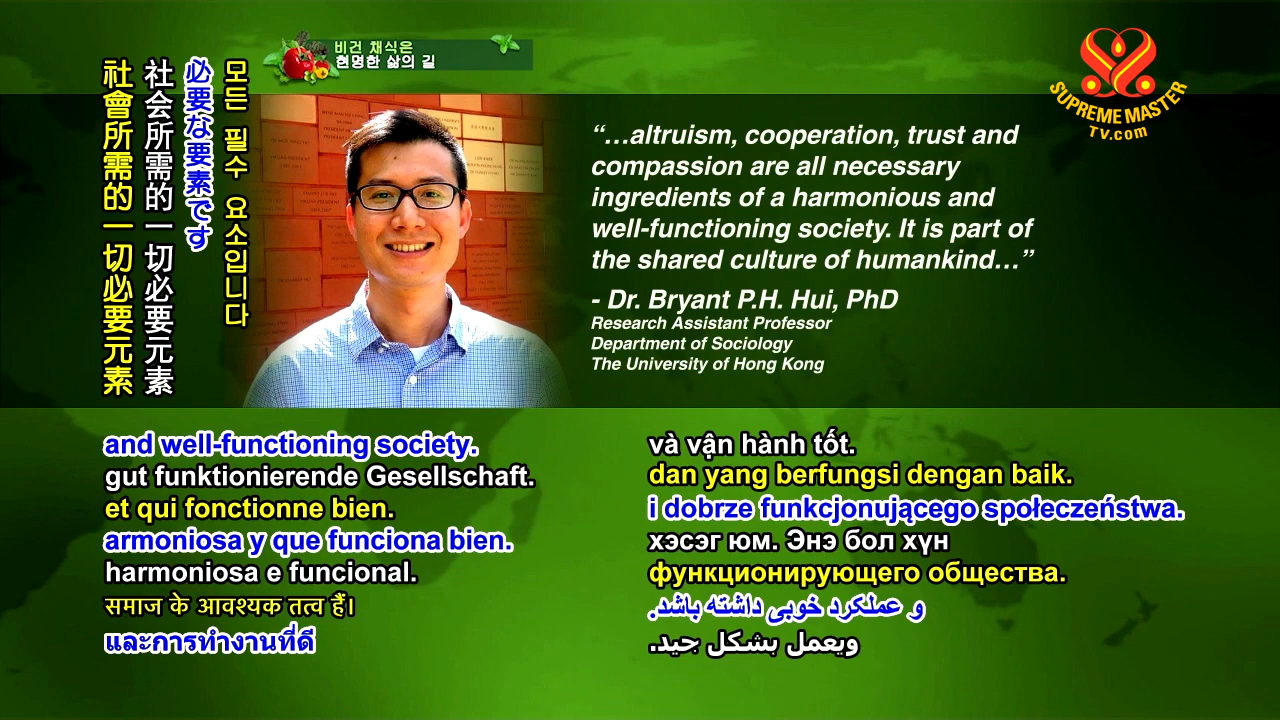 비건 채식은
현명한 삶의 길
SUPREME MASTER
TV.com
모든 필수 요소입니다
必要な要素です
社会所需的一切必要元素
社會所需的一切必要元素
“…altruism, cooperation, trust and
compassion are all necessary
ingredients of a harmonious and
well-functioning society. It is part of
the shared culture of humankind…”
- Dr. Bryant P.H. Hui, PhD
Research Assistant Professor
Department of Sociology
The University of Hong Kong
and well-functioning society.
gut funktionierende Gesellschaft.
et qui fonctionne bien.
armoniosa y que funciona bien.
harmoniosa e funcional.
समाज के आवश्यक तत्व हैं।
และการทำงานที่ดี
và vận hành tốt.
dan yang berfungsi dengan baik.
i dobrze funkcjonującego społeczeństwa.
хэсэг юм. Энэ бол хүн
функционирующего общества.
و عملکرد خوبی داشته باشد.
ويعمل بشكل جيد.